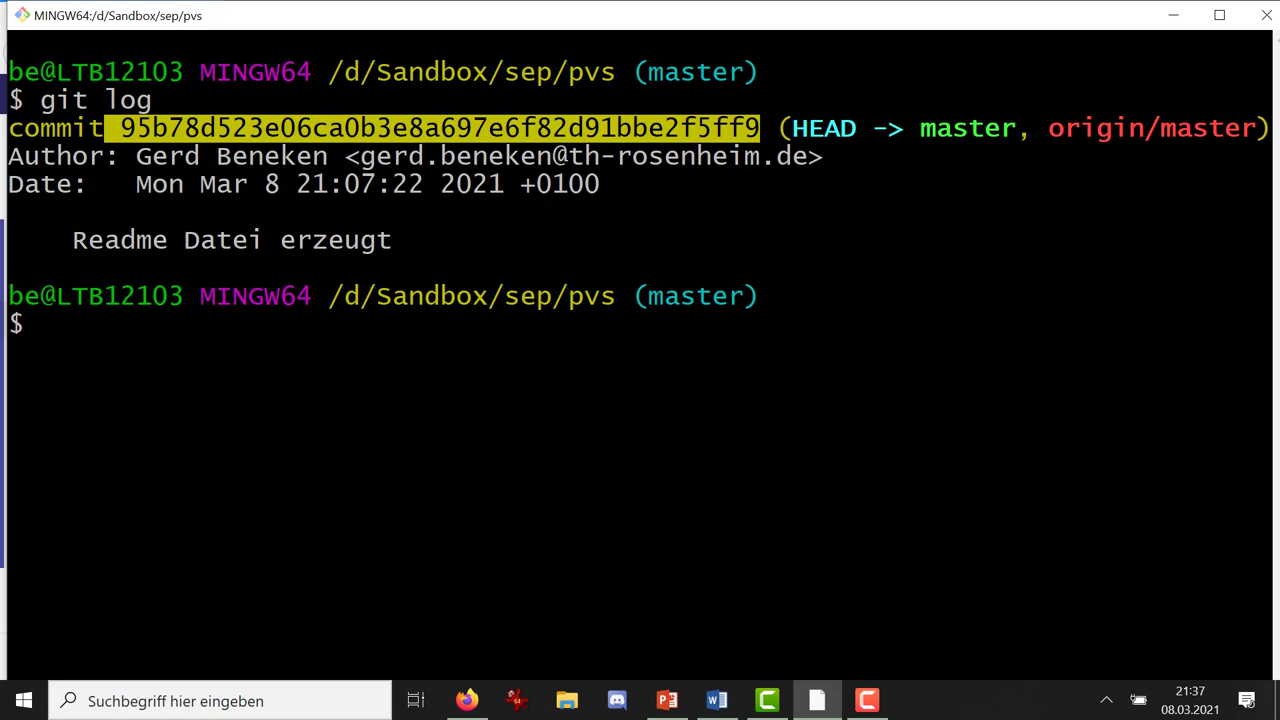 MINGW64:/d/Sandbox/sep/pvs
be@LTB12103 MINGW64 /d/Sandbox/sep/pvs (master)
$ git log
commit 95b78d523e06ca0b3e8a697e6f82d91bbe2f5ff9 (HEAD -> master, origin/master)
Author: Gerd Beneken <gerd.beneken@th-rosenheim.de>
Date:   Mon Mar 8 21:07:22 2021 +0100
Readme Datei erzeugt
be@LTB12103 MINGW64 /d/Sandbox/sep/pvs (master)
$
Suchbegriff hier eingeben
21:37
08.03.2021